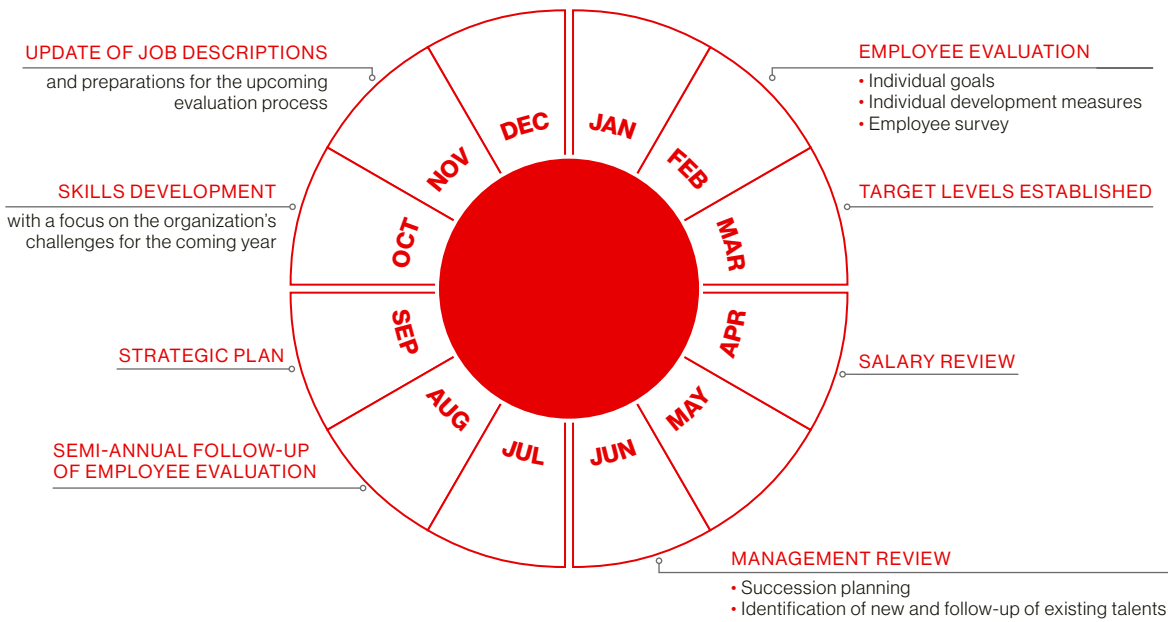 UPDATE OF JOB DESCRIPTIONS
and preparations for the upcoming
evaluation process
EMPLOYEE EVALUATION
• Individual goals
• Individual development measures
• Employee survey
SKILLS DEVELOPMENT
with a focus on the organization's
challenges for the coming year
TARGET LEVELS ESTABLISHED
STRATEGIC PLAN
SALARY REVIEW
SEMI-ANNUAL FOLLOW-UP
OF EMPLOYEE EVALUATION
MANAGEMENT REVIEW
• Succession planning
• Identification of new and follow-up of existing talents
JAN
FEB
MAR
APR
MAY
JUN
JUL
AUG
SEP
OCT
NOV
DEC